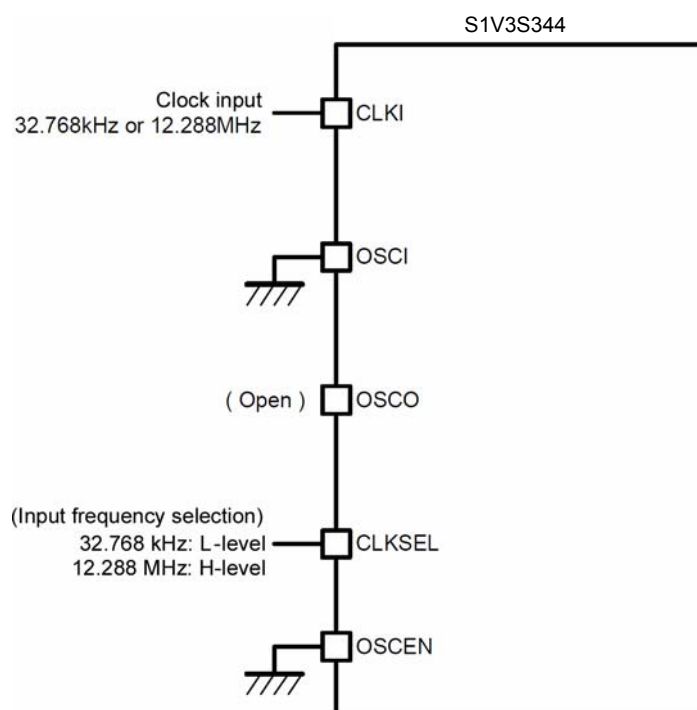 S1V3S344
Clock input
32.768kHz or 12.288MHz
CLKI
OSCI
( Open )
OSCO
(Input frequency selection)
32.768 kHz: L-level
12.288 MHz: H-level
CLKSEL
OSCEN